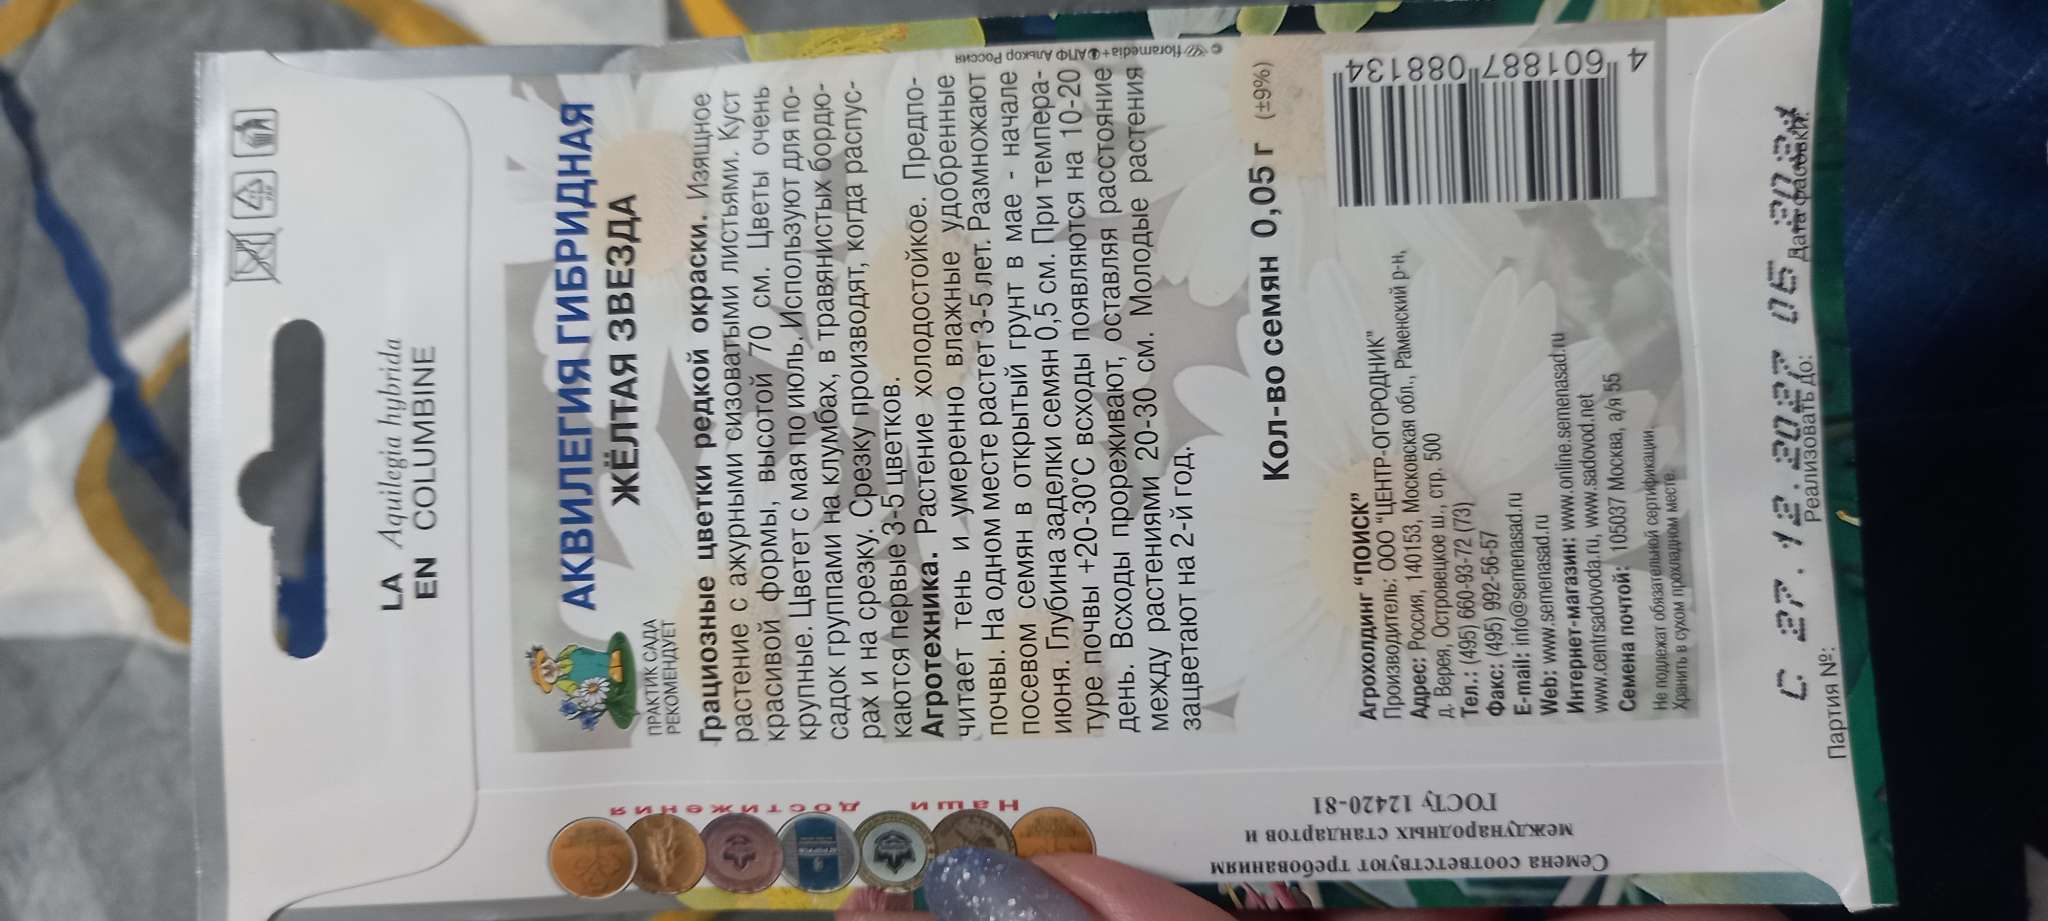 LA Aquilegia hybrida
EN COLUMBINE
АКВИЛЕГИЯ ГИБРИДНАЯ
ЖЁЛТАЯ ЗВЕЗДА
ПРАКТИК САДА
РЕКОМЕНДУЕТ
Грациозные цветки редкой окраски. Изящное
растение с ажурными сизоватыми листьями. Куст
красивой формы, высотой 70 см. Цветы очень
крупные. Цветет с мая по июль. Используют для по-
садок группами на клумбах, в травянистых бордю-
рах и на срезку. Срезку производят, когда распус-
каются первые 3-5 цветков.
Агротехника. Растение холодостойкое. Предпо-
читает тень и умеренно влажные удобренные
почвы. На одном месте растет 3-5 лет. Размножают
посевом семян в открытый грунт в мае - начале
июня. Глубина заделки семян 0,5 см. При темпера-
туре почвы +20-30°С всходы появляются на 10-20
день. Всходы прореживают, оставляя расстояние
между растениями 20-30 см. Молодые растения
зацветают на 2-й год.
© floramedia+АПФ Алькор Россия
Кол-во семян 0,05 г (±9%)
Агрохолдинг "ПОИСК"
Производитель: ООО "ЦЕНТР-ОГОРОДНИК"
Адрес: Россия, 140153, Московская обл., Раменский р-н,
д. Верея, Островецкое ш., стр. 500
Тел.: (495) 660-93-72 (73)
Факс: (495) 992-56-57
E-mail: info@semenasad.ru
Web: www.semenasad.ru
Интернет-магазин: www.online.semenasad.ru
www.centrsadovoda.ru, www.sadovod.net
Семена почтой: 105037 Москва, а/я 55
Не подлежат обязательной сертификации.
Хранить в сухом прохладном месте.
4 601887 088134
С 27.12.2027 06 2024
Партия №: Реализовать до: Дата фасовки:
Наши достижения
Семена соответствуют требованиям
международных стандартов и
ГОСТу 12420-81